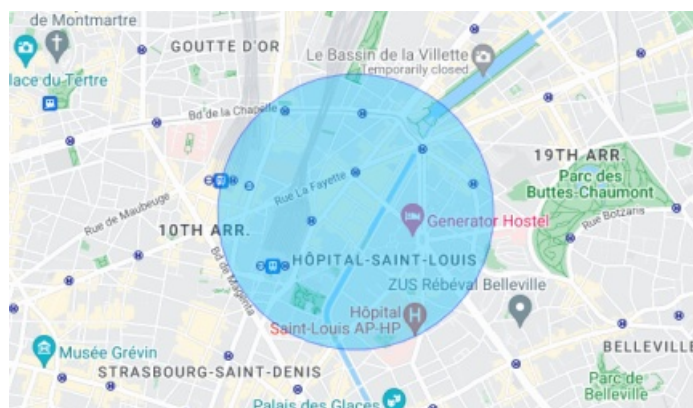 de Montmartre
GOUTTE D'OR
Le Bassin de la Villette
Temporarily closed
lace du Tertre
Bd de la Chapelle
19TH ARR.
Parc des
Buttes-Chaumont
Rue La Fayette
Rue de Maubeuge
Generator Hostel
Rue Botzaris
10TH ARR.
HÔPITAL-SAINT-LOUIS
Bd de Magenta
ZUS Rébéval Belleville
Hôpital
Saint-Louis AP-HP
Musée Grévin
BELLEVILLE
STRASBOURG-SAINT-DENIS
Parc de
Belleville
Palais des Glaces